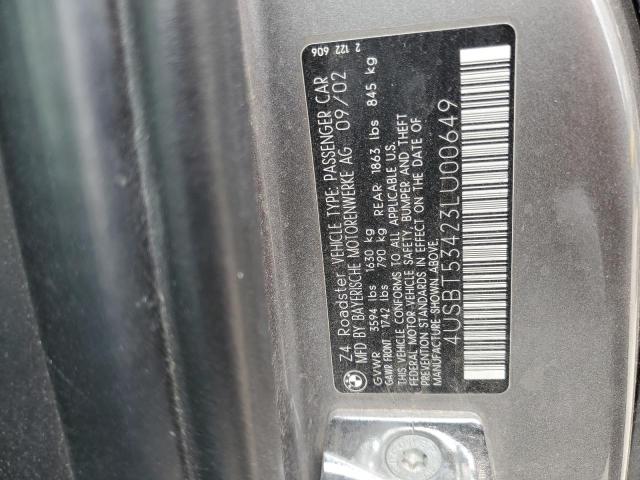 Z4 Roadster VEHICLE TYPE: PASSENGER CAR
MFD BY BAYERISCHE MOTORENWERKE AG 09/02
GVWR 3594 lbs 1630 kg
GAWR FRONT 1742 lbs 790 kg REAR 1863 lbs 845 kg
THIS VEHICLE CONFORMS TO ALL APPLICABLE U.S.
FEDERAL MOTOR-VEHICLE SAFETY, BUMPER,AND THEFT
PREVENTION STANDARDS IN EFFECT ON THE DATE OF
MANUFACTURE SHOWN ABOVE.
4USBT53423LU00649
2 122 606